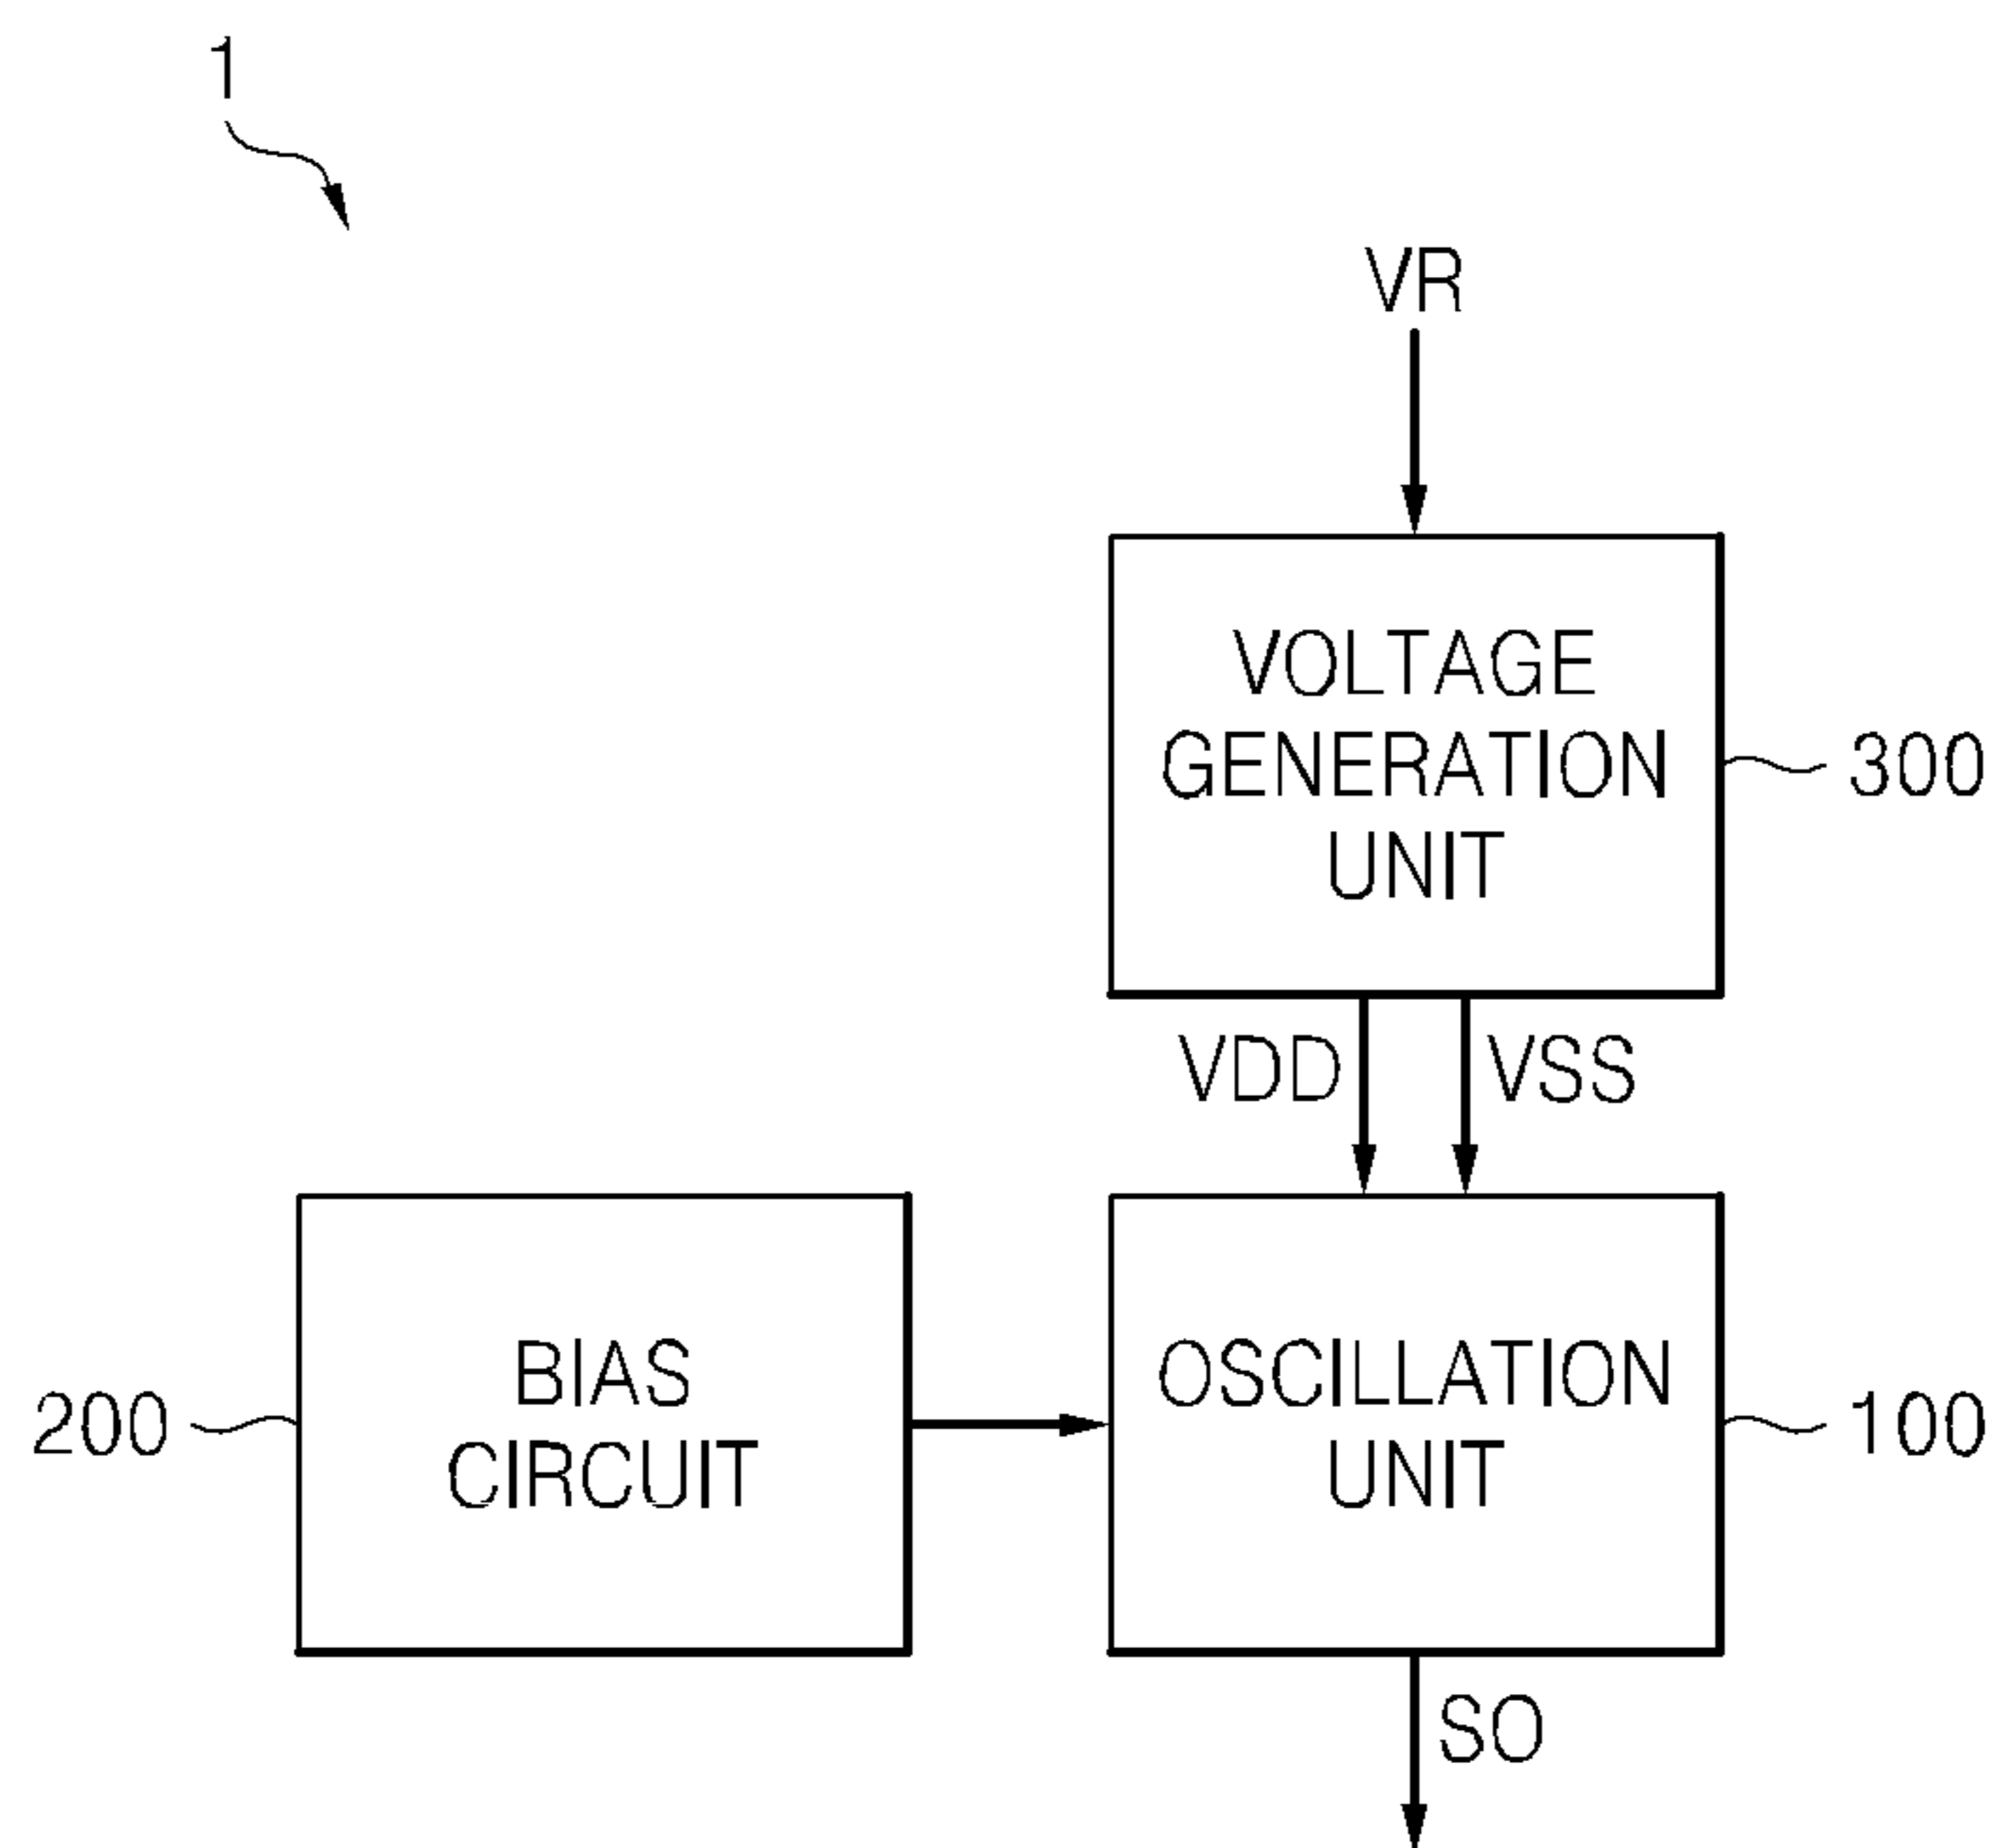 1
VR
VOLTAGE
GENERATION
UNIT
300
VDD
VSS
200
BIAS
CIRCUIT
OSCILLATION
UNIT
100
SO